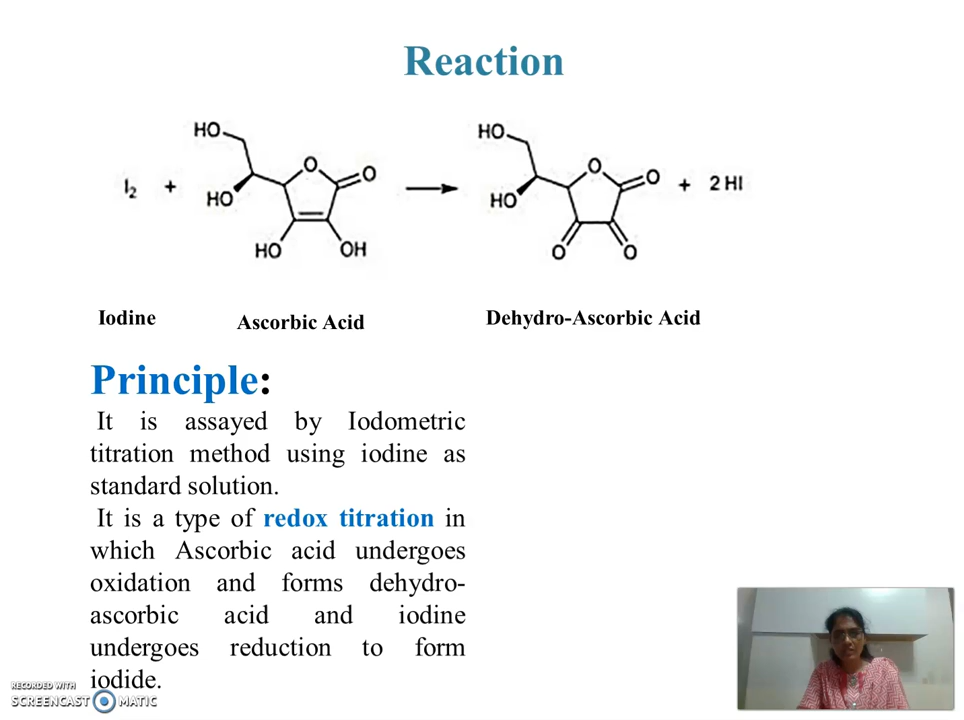 Reaction
HO HO
I2 + HO O O HO O O + 2 HI
HO OH O O
Iodine Ascorbic Acid Dehydro-Ascorbic Acid
Principle:
It is assayed by Iodometric
titration method using iodine as
standard solution.
It is a type of redox titration in
which Ascorbic acid undergoes
oxidation and forms dehydro-
ascorbic acid and iodine
undergoes reduction to form
iodide.
RECORDED WITH
SCREENCAST MATIC